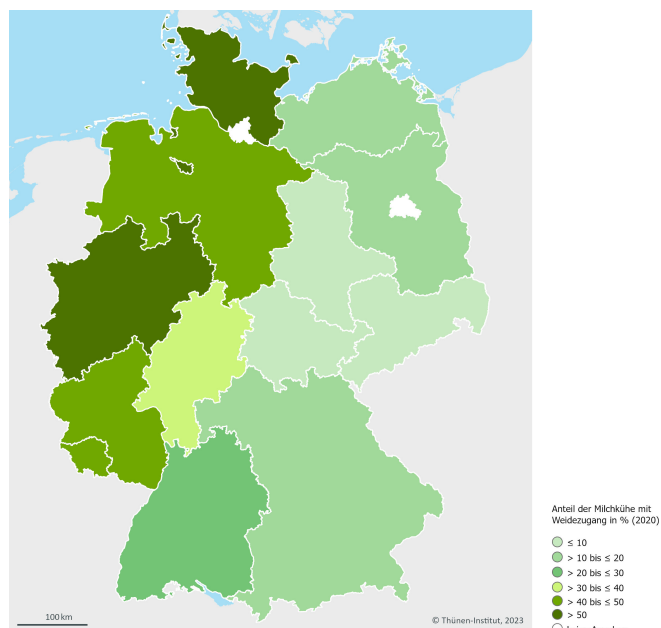 Anteil der Milchkühe mit
Weidezugang in % (2020)
≤ 10
> 10 bis ≤ 20
> 20 bis ≤ 30
> 30 bis ≤ 40
> 40 bis ≤ 50
> 50
100 km
© Thünen-Institut, 2023